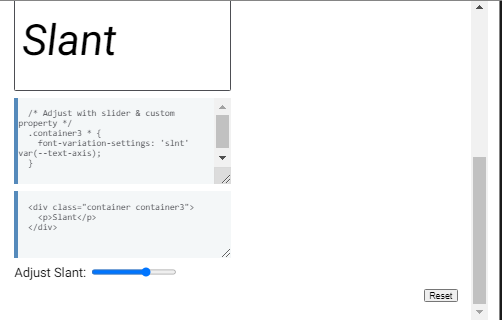 Slant
/* Adjust with slider & custom
property */
.container3 * {
font-variation-settings: 'slnt'
var(--text-axis);
}
<div class="container container3">
<p>Slant</p>
</div>
Adjust Slant:
Reset